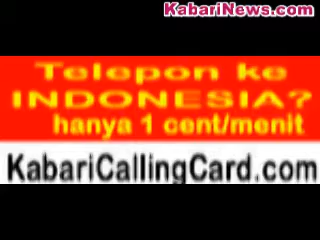 KabariNews.com
Telepon ke
INDONESIA?
hanya 1 cent/menit
KabariCallingCard.com